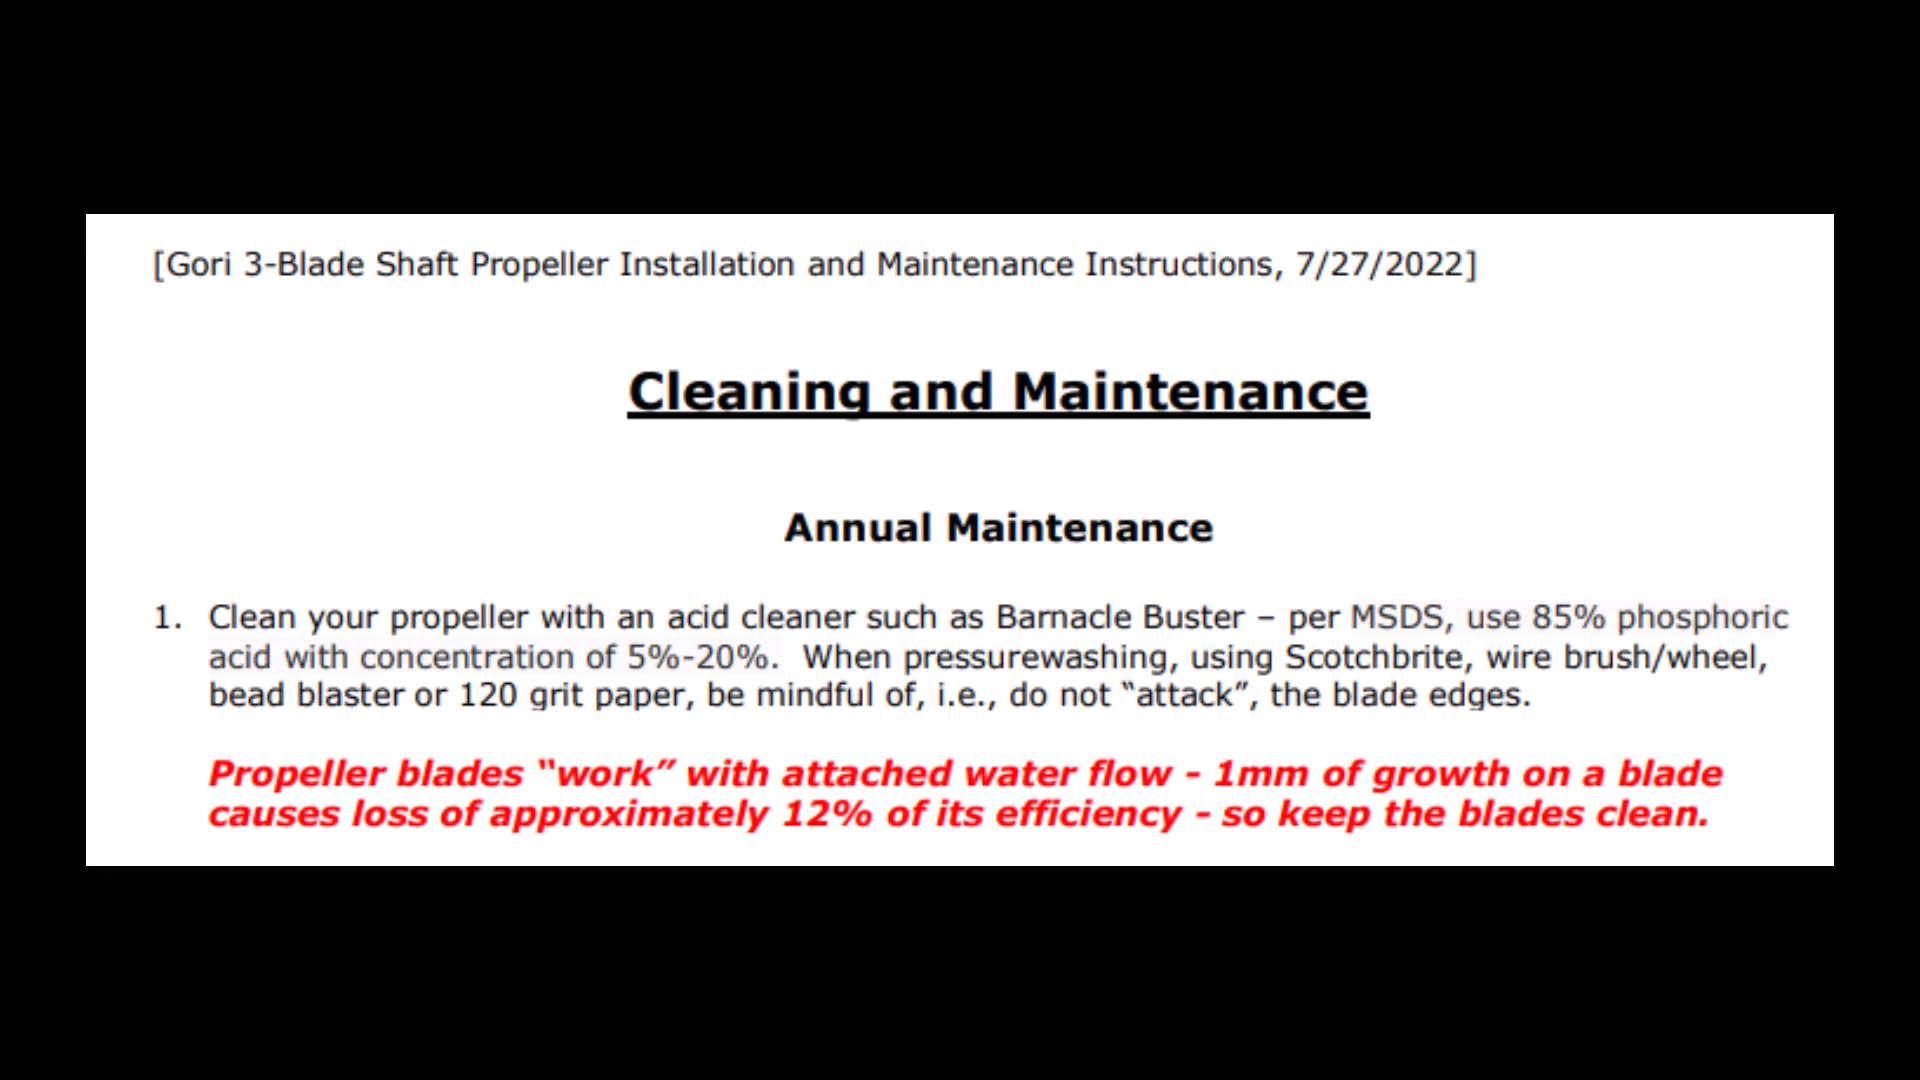 [Gori 3-Blade Shaft Propeller Installation and Maintenance Instructions, 7/27/2022]
Cleaning and Maintenance
Annual Maintenance
1. Clean your propeller with an acid cleaner such as Barnacle Buster – per MSDS, use 85% phosphoric
acid with concentration of 5%-20%. When pressurewashing, using Scotchbrite, wire brush/wheel,
bead blaster or 120 grit paper, be mindful of, i.e., do not “attack”, the blade edges.
Propeller blades “work” with attached water flow - 1mm of growth on a blade
causes loss of approximately 12% of its efficiency - so keep the blades clean.